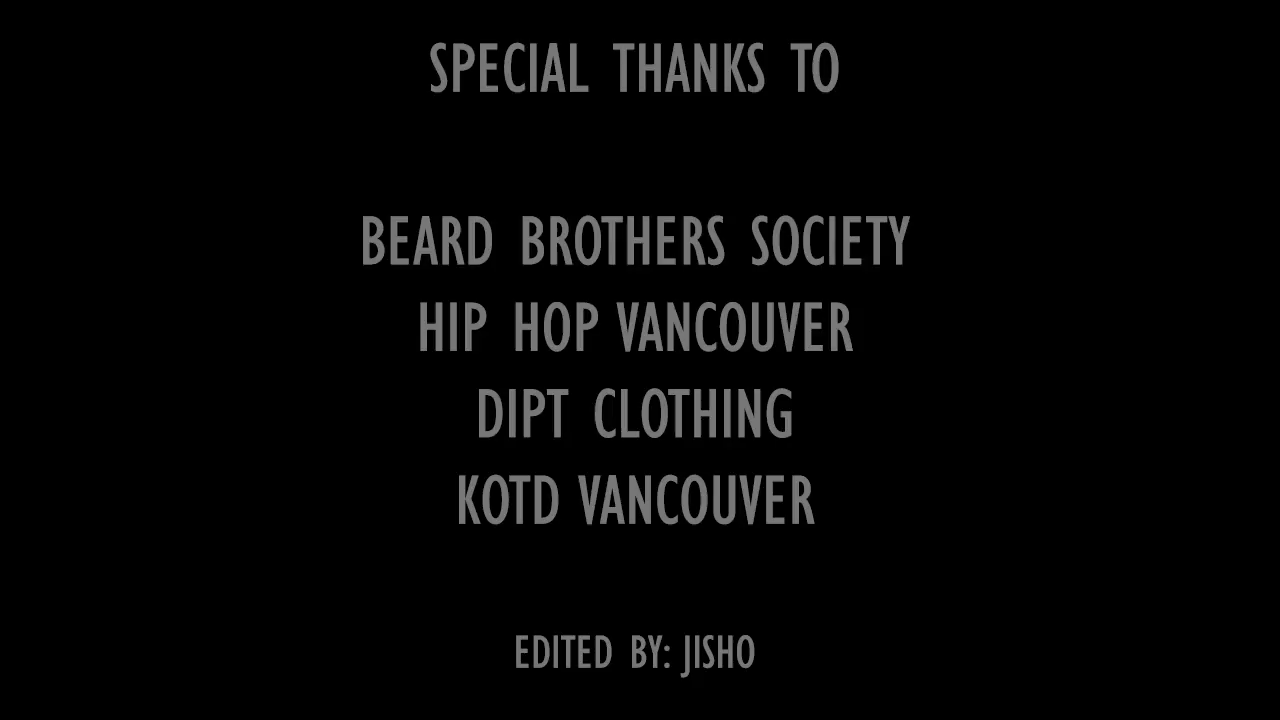 SPECIAL THANKS TO
BEARD BROTHERS SOCIETY
HIP HOP VANCOUVER
DIPT CLOTHING
KOTD VANCOUVER
EDITED BY: JISHO